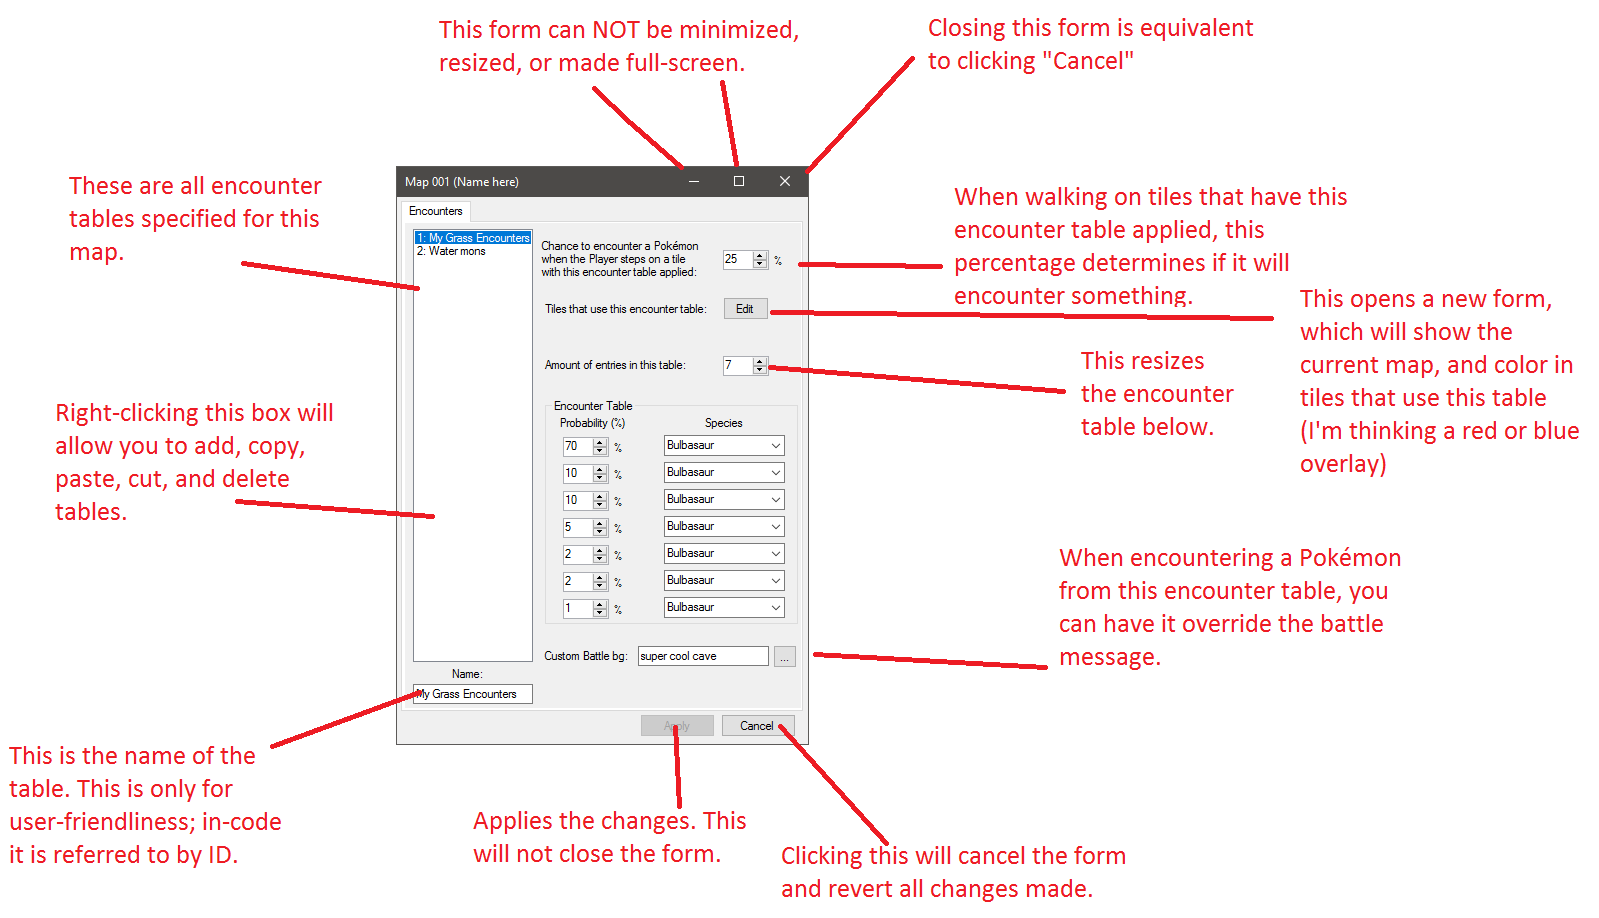 This form can NOT be minimized,
resized, or made full-screen.
Closing this form is equivalent
to clicking "Cancel"
These are all encounter
tables specified for this
map.
Right-clicking this box will
allow you to add, copy,
paste, cut, and delete
tables.
This is the name of the
table. This is only for
user-friendliness; in-code
it is referred to by ID.
Map 001 (Name here)
Encounters
1: My Grass Encounters
2: Water mons
Name:
My Grass Encounters
Chance to encounter a Pokémon
when the Player steps on a tile
with this encounter table applied:
25 %
Tiles that use this encounter table:
Edit
Amount of entries in this table:
7
Encounter Table
Probability (%) Species
70 % Bulbasaur
10 % Bulbasaur
10 % Bulbasaur
5 % Bulbasaur
2 % Bulbasaur
2 % Bulbasaur
1 % Bulbasaur
Custom Battle bg: super cool cave ...
Apply Cancel
When walking on tiles that have this
encounter table applied, this
percentage determines if it will
encounter something.
This opens a new form,
which will show the
current map, and color in
tiles that use this table
(I'm thinking a red or blue
overlay)
This resizes
the encounter
table below.
When encountering a Pokémon
from this encounter table, you
can have it override the battle
message.
Applies the changes. This
will not close the form.
Clicking this will cancel the form
and revert all changes made.